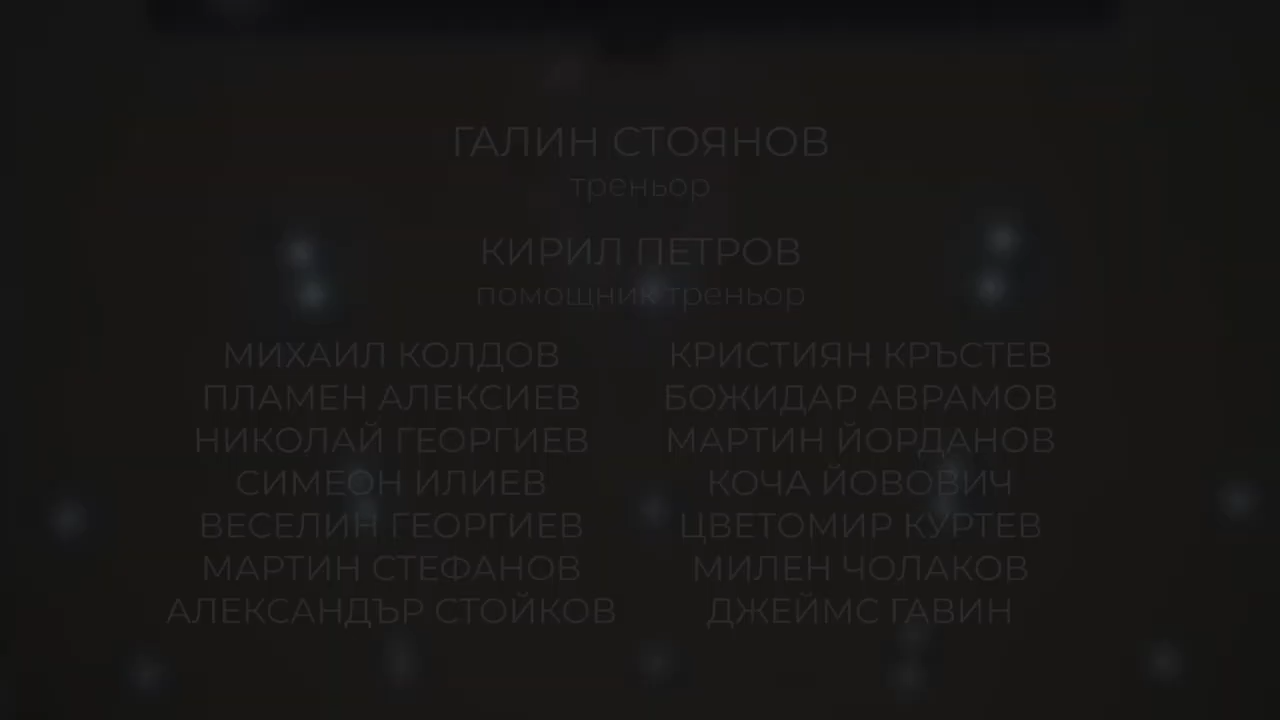 ГАЛИН СТОЯНОВ
треньор
КИРИЛ ПЕТРОВ
помощник треньор
МИХАИЛ КОЛДОВ
ПЛАМЕН АЛЕКСИЕВ
НИКОЛАЙ ГЕОРГИЕВ
СИМЕОН ИЛИЕВ
ВЕСЕЛИН ГЕОРГИЕВ
МАРТИН СТЕФАНОВ
АЛЕКСАНДЪР СТОЙКОВ
КРИСТИЯН КРЪСТЕВ
БОЖИДАР АВРАМОВ
МАРТИН ЙОРДАНОВ
КОЧА ЙОВОВИЧ
ЦВЕТОМИР КУРТЕВ
МИЛЕН ЧОЛАКОВ
ДЖЕЙМС ГАВИН